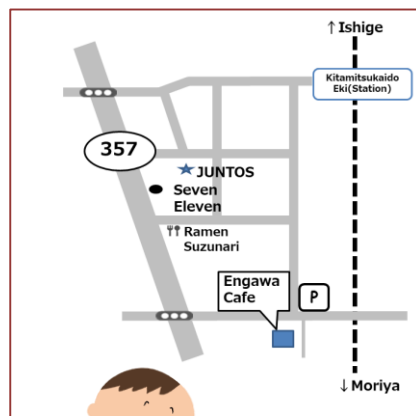 ↑Ishige
Kitamitsukaido
Eki(Station)
357
JUNTOS
Seven
Eleven
Ramen
Suzunari
Engawa
Cafe
P
↓Moriya